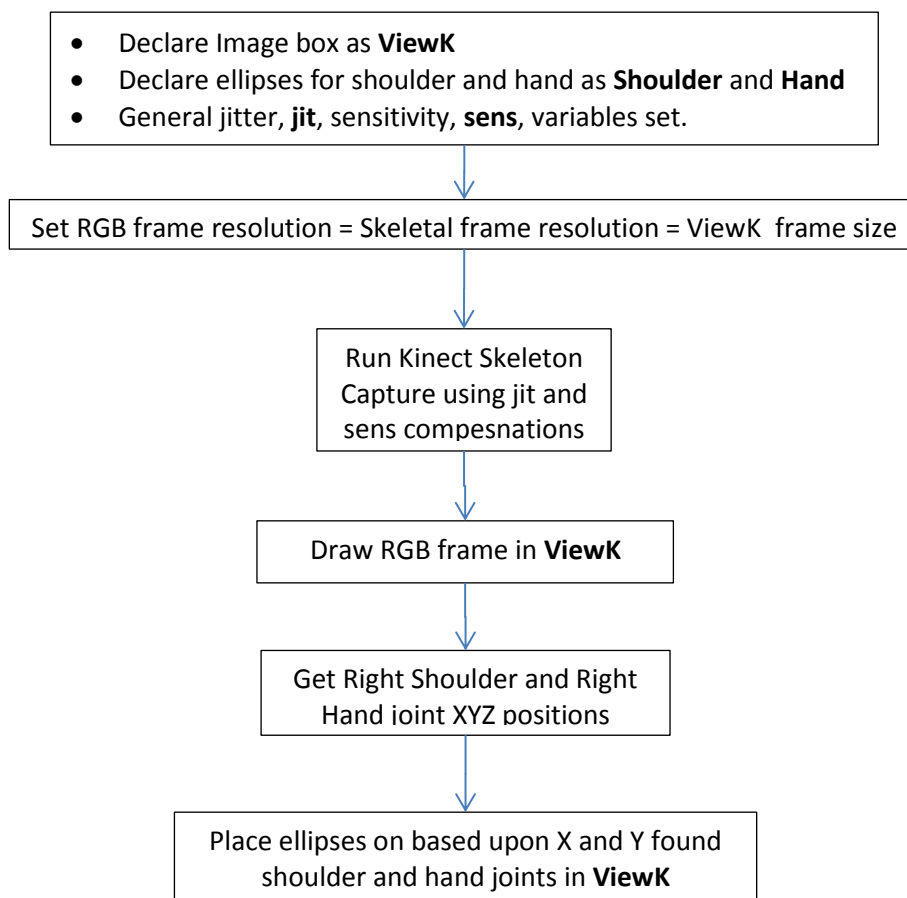 • Declare Image box as ViewK
• Declare ellipses for shoulder and hand as Shoulder and Hand
• General jitter, jit, sensitivity, sens, variables set.
Set RGB frame resolution = Skeletal frame resolution = ViewK frame size
Run Kinect Skeleton
Capture using jit and
sens compesnations
Draw RGB frame in ViewK
Get Right Shoulder and Right
Hand joint XYZ positions
Place ellipses on based upon X and Y found
shoulder and hand joints in ViewK